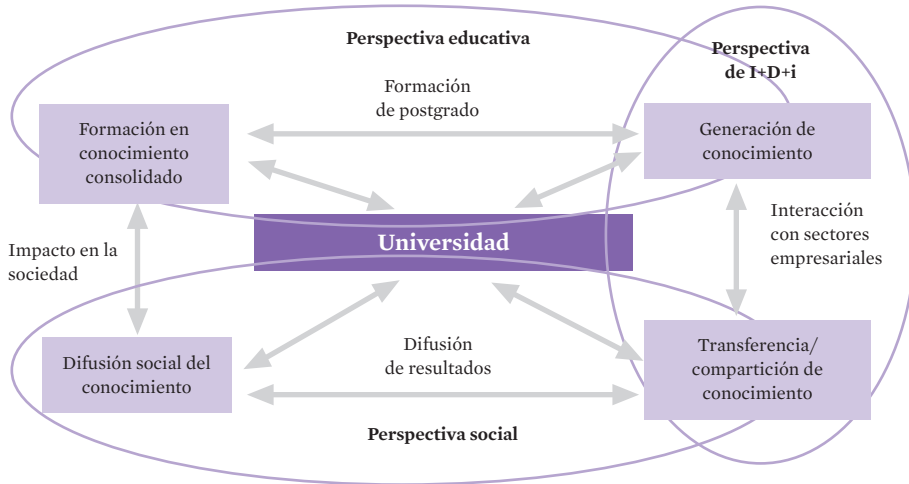 Perspectiva educativa
Perspectiva
de I+D+i
Formación
de postgrado
Formación en
conocimiento
consolidado
Generación de
conocimiento
Universidad
Impacto en la
sociedad
Interacción
con sectores
empresariales
Difusión social del
conocimiento
Difusión
de resultados
Transferencia/
compartición de
conocimiento
Perspectiva social